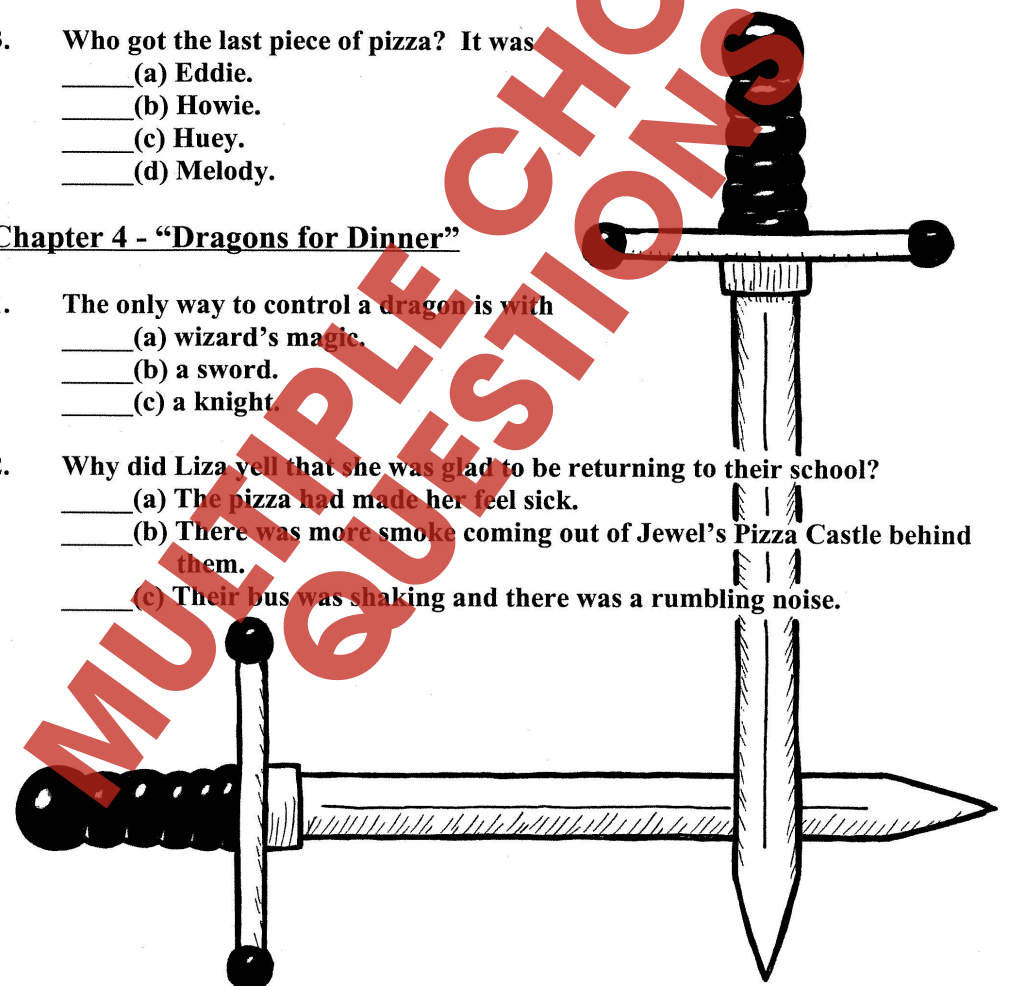 . Who got the last piece of pizza? It was
_____(a) Eddie.
_____(b) Howie.
_____(c) Huey.
_____(d) Melody.
Chapter 4 - “Dragons for Dinner”
. The only way to control a dragon is with
_____(a) wizard’s magic.
_____(b) a sword.
_____(c) a knight.
. Why did Liza yell that she was glad to be returning to their school?
_____(a) The pizza had made her feel sick.
_____(b) There was more smoke coming out of Jewel’s Pizza Castle behind
them.
_____(c) Their bus was shaking and there was a rumbling noise.
MULTIPLE CHO
QUESTIONS